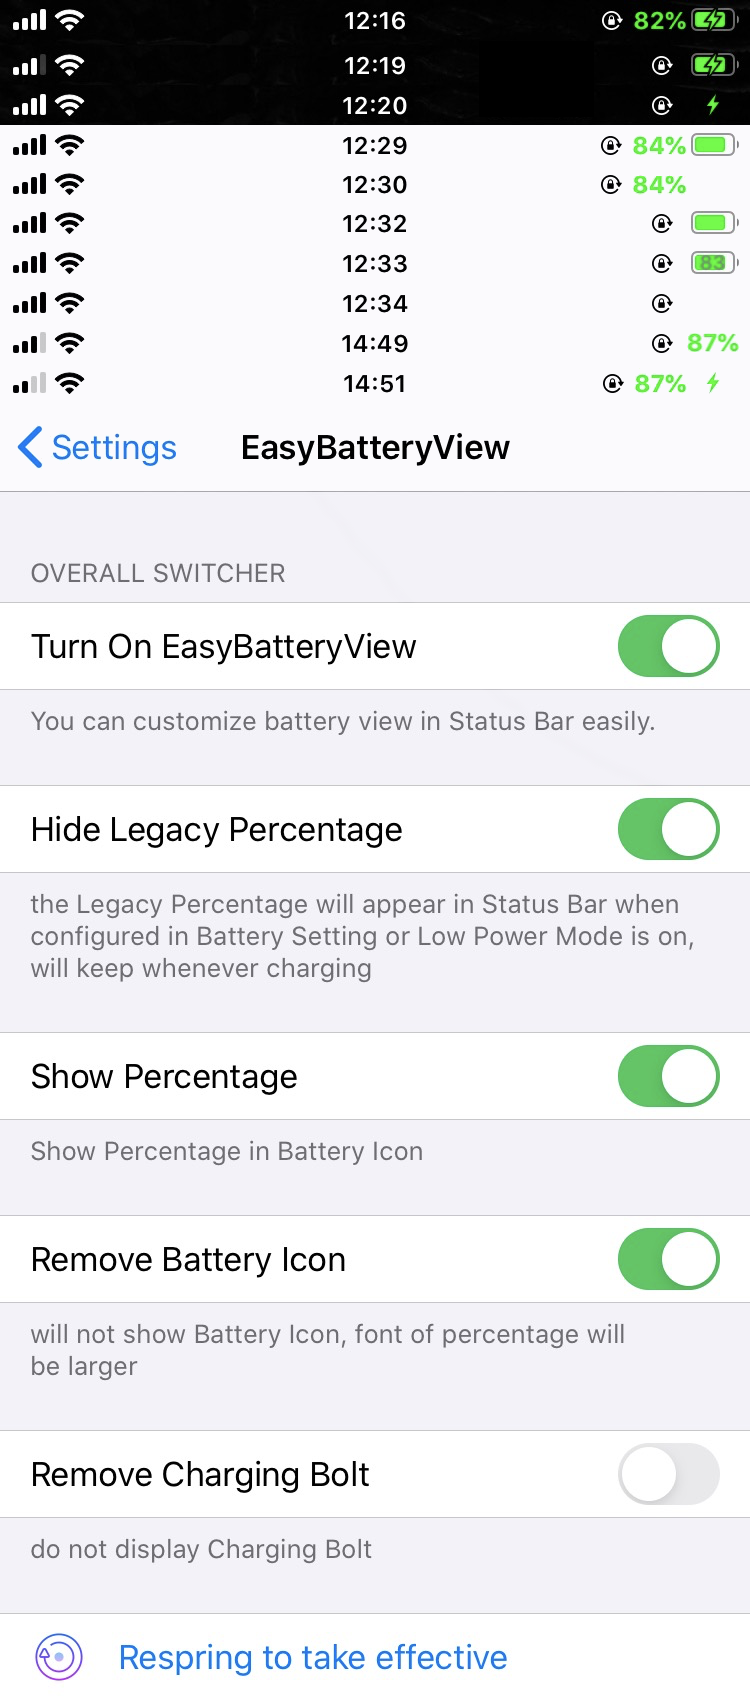 12:16 82%
12:19
12:20
12:29 84%
12:30 84%
12:32
12:33 83
12:34
14:49 87%
14:51 87%
Settings EasyBatteryView
OVERALL SWITCHER
Turn On EasyBatteryView
You can customize battery view in Status Bar easily.
Hide Legacy Percentage
the Legacy Percentage will appear in Status Bar when
configured in Battery Setting or Low Power Mode is on,
will keep whenever charging
Show Percentage
Show Percentage in Battery Icon
Remove Battery Icon
will not show Battery Icon, font of percentage will
be larger
Remove Charging Bolt
do not display Charging Bolt
Respring to take effective